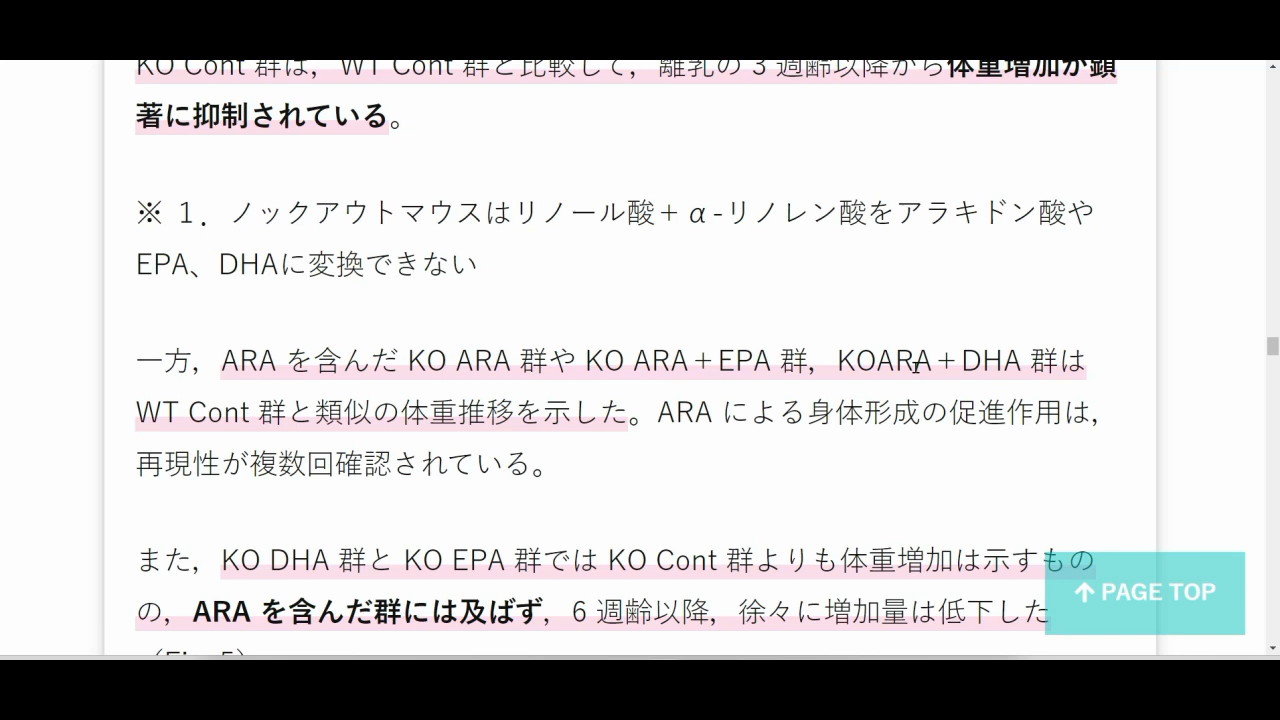 KO Cont 群は，WT Cont 群と比較して，離乳の 3 週齢以降から体重増加が顕
著に抑制されている。
※ 1．ノックアウトマウスはリノール酸＋α-リノレン酸をアラキドン酸や
EPA、DHAに変換できない
一方，ARA を含んだ KO ARA 群や KO ARA＋EPA 群，KOARA＋DHA 群は
WT Cont 群と類似の体重推移を示した。ARA による身体形成の促進作用は，
再現性が複数回確認されている。
また，KO DHA 群と KO EPA 群では KO Cont 群よりも体重増加は示すもの
の，ARA を含んだ群には及ばず，6 週齢以降，徐々に増加量は低下した
↑ PAGE TOP